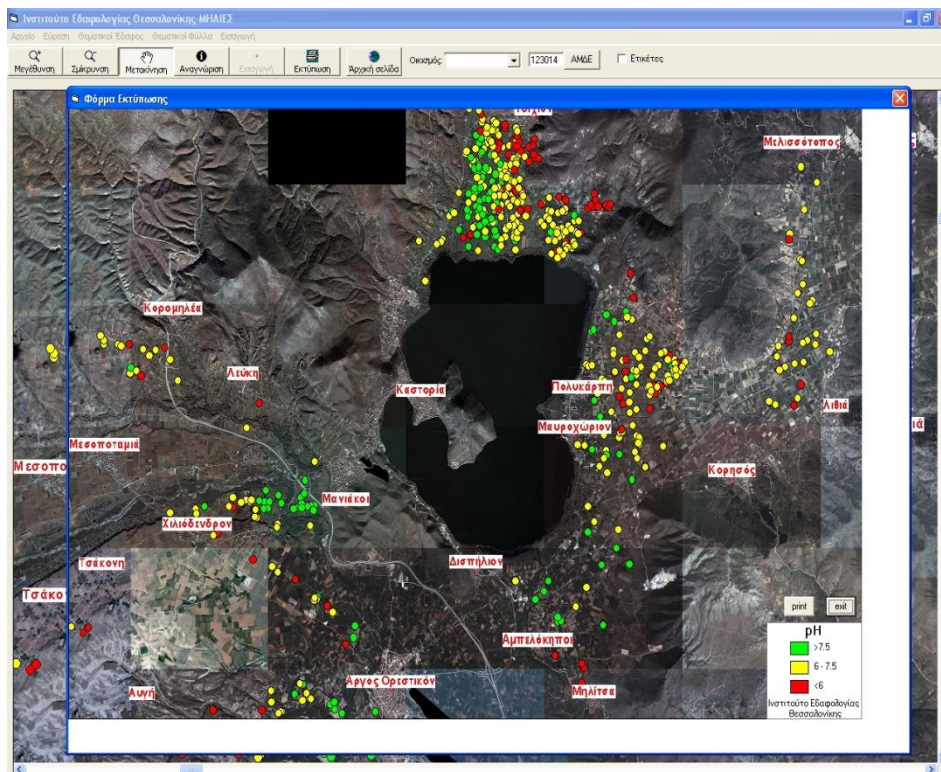 Ινστιτούτο Εδαφολογίας Θεσσαλονίκης-ΜΗΛΙΕΣ
Αρχείο Εύρεση Θεματικοί Έδαφος Θεματικοί Φύλλα Εισαγωγή
Μεγέθυνση Σμίκρυνση Μετακίνηση Αναγνώριση Εισαγωγή Εκτύπωση Αρχική σελίδα Οικισμός: 123014 ΑΜΔΕ Ετικέτες
Φόρμα Εκτύπωσης
Μελισσότοπος
Κορομηλέα
Λεύκη
Καστορία
Πολυκάρπη
Λιθιά
Μαυροχώριον
Μεσοποταμιά
Μεσοπο
Κορησός
Μανιάκοι
Χιλιόδενδρον
Δισπήλιον
Τσάκονη
Τσάκο
print exit
Αμπελόκηποι
pH
>7.5
6 - 7.5
<6
Αργος Ορεστικόν
Μηλίτσα
Αυγή
Ινστιτούτο Εδαφολογίας
Θεσσαλονίκης